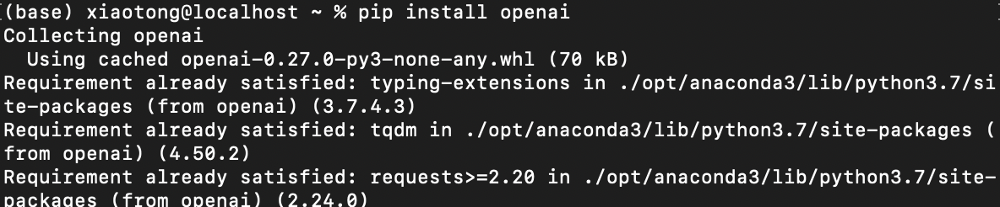 (base) xiaotong@localhost ~ % pip install openai
Collecting openai
  Using cached openai-0.27.0-py3-none-any.whl (70 kB)
Requirement already satisfied: typing-extensions in ./opt/anaconda3/lib/python3.7/si
te-packages (from openai) (3.7.4.3)
Requirement already satisfied: tqdm in ./opt/anaconda3/lib/python3.7/site-packages (
from openai) (4.50.2)
Requirement already satisfied: requests>=2.20 in ./opt/anaconda3/lib/python3.7/site-
packages (from openai) (2.24.0)